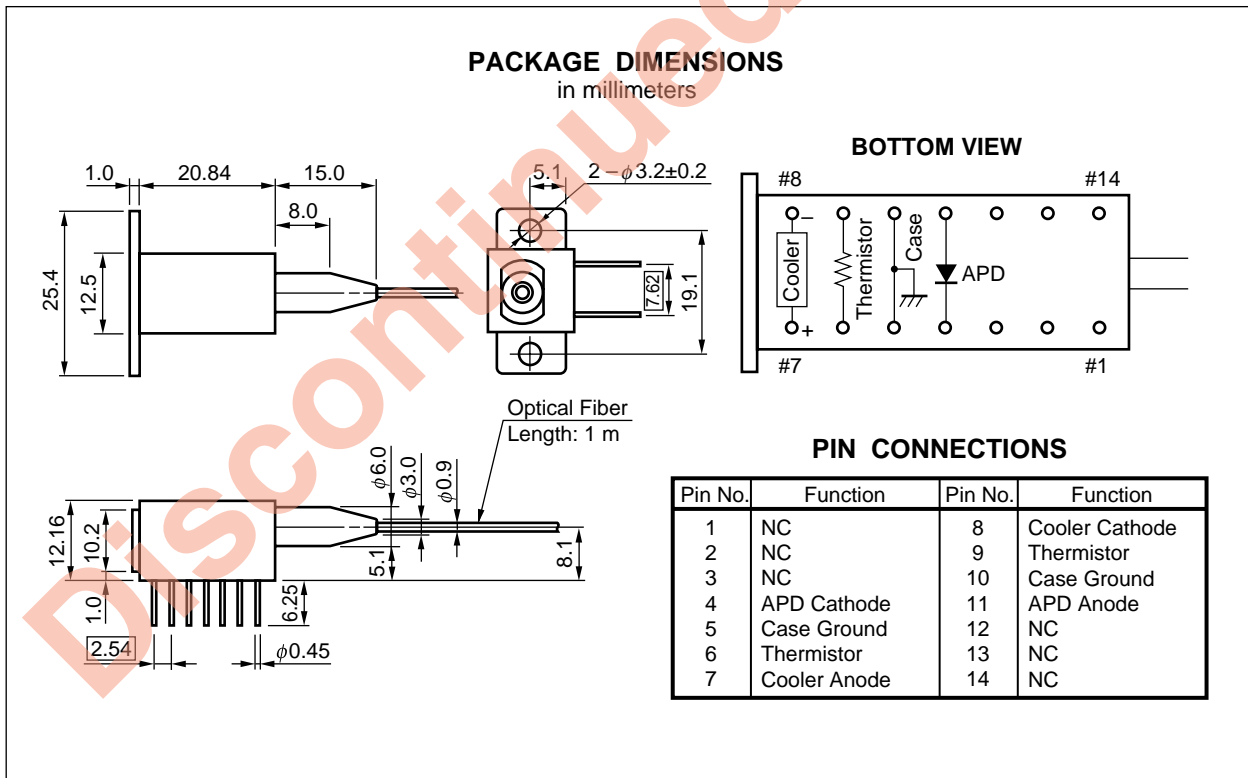 PACKAGE DIMENSIONS
in millimeters
1.0
20.84
15.0
8.0
25.4
12.5
5.1
2 – ϕ3.2±0.2
7.62
19.1
BOTTOM VIEW
#8
#14
–
Cooler
+
Thermistor
Case
APD
#7
#1
Optical Fiber
Length: 1 m
12.16
10.2
1.0
2.54
6.25
ϕ0.45
ϕ6.0
ϕ3.0
ϕ0.9
5.1
8.1
PIN CONNECTIONS
Pin No. Function Pin No. Function
1 NC 8 Cooler Cathode
2 NC 9 Thermistor
3 NC 10 Case Ground
4 APD Cathode 11 APD Anode
5 Case Ground 12 NC
6 Thermistor 13 NC
7 Cooler Anode 14 NC
Discontinued